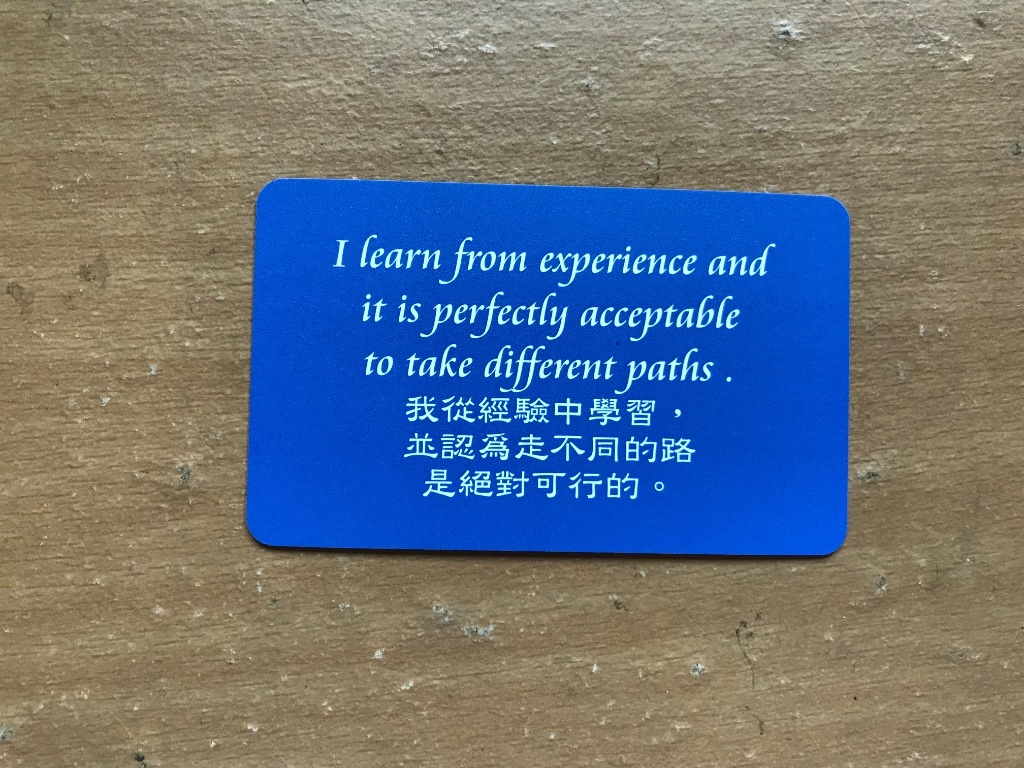 I learn from experience and
it is perfectly acceptable
to take different paths .
我從經驗中學習，
並認爲走不同的路
是絕對可行的。